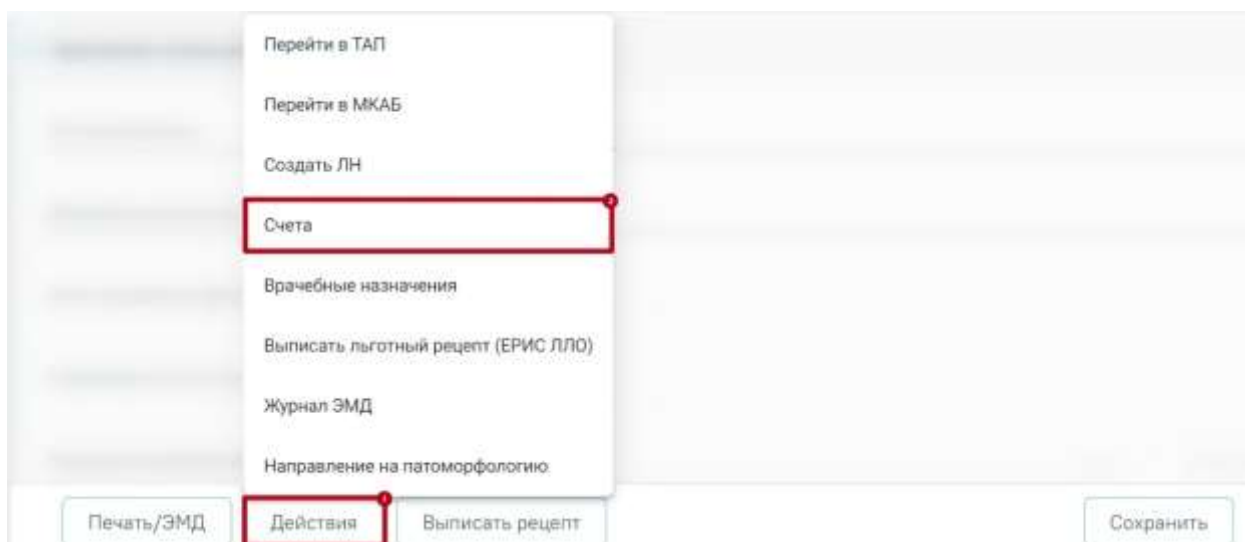 Перейти в ТАП
Перейти в МКАБ
Создать ЛН
Счета
Врачебные назначения
Выписать льготный рецепт (ЕРИС ЛЛО)
Журнал ЭМД
Направление на патоморфологию
Печать/ЭМД
Действия
Выписать рецепт
Сохранить